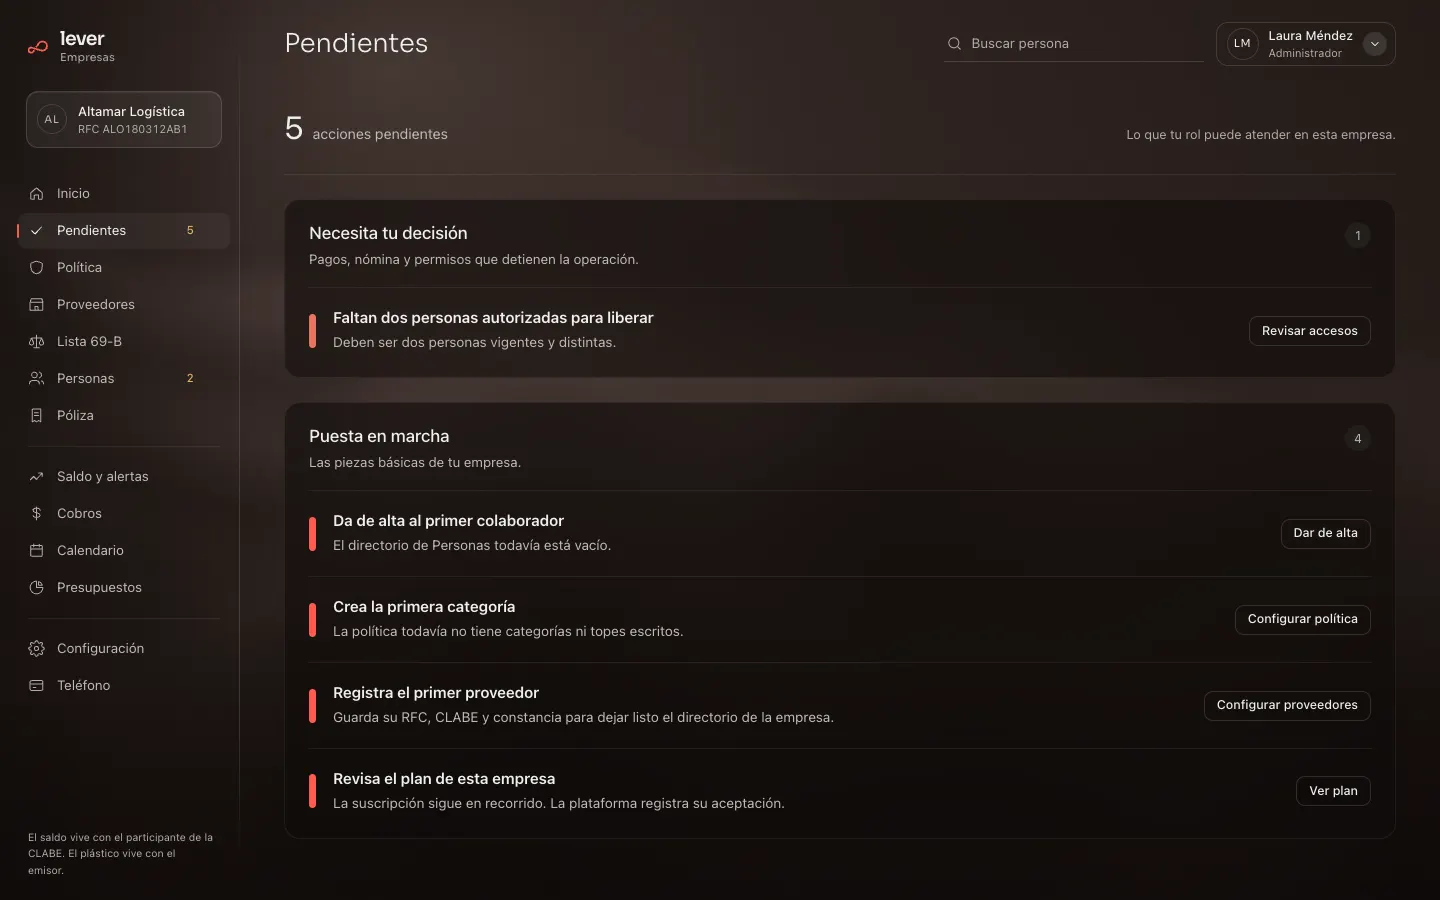 lever
Empresas
AL
Altamar Logística
RFC ALO180312AB1
Inicio
Pendientes 5
Política
Proveedores
Lista 69-B
Personas 2
Póliza
Saldo y alertas
Cobros
Calendario
Presupuestos
Configuración
Teléfono
El saldo vive con el participante de la
CLABE. El plástico vive con el
emisor.
Pendientes
Buscar persona
LM
Laura Méndez
Administrador
5 acciones pendientes
Lo que tu rol puede atender en esta empresa.
Necesita tu decisión
1
Pagos, nómina y permisos que detienen la operación.
Faltan dos personas autorizadas para liberar
Deben ser dos personas vigentes y distintas.
Revisar accesos
Puesta en marcha
4
Las piezas básicas de tu empresa.
Da de alta al primer colaborador
El directorio de Personas todavía está vacío.
Dar de alta
Crea la primera categoría
La política todavía no tiene categorías ni topes escritos.
Configurar política
Registra el primer proveedor
Guarda su RFC, CLABE y constancia para dejar listo el directorio de la empresa.
Configurar proveedores
Revisa el plan de esta empresa
La suscripción sigue en recorrido. La plataforma registra su aceptación.
Ver plan